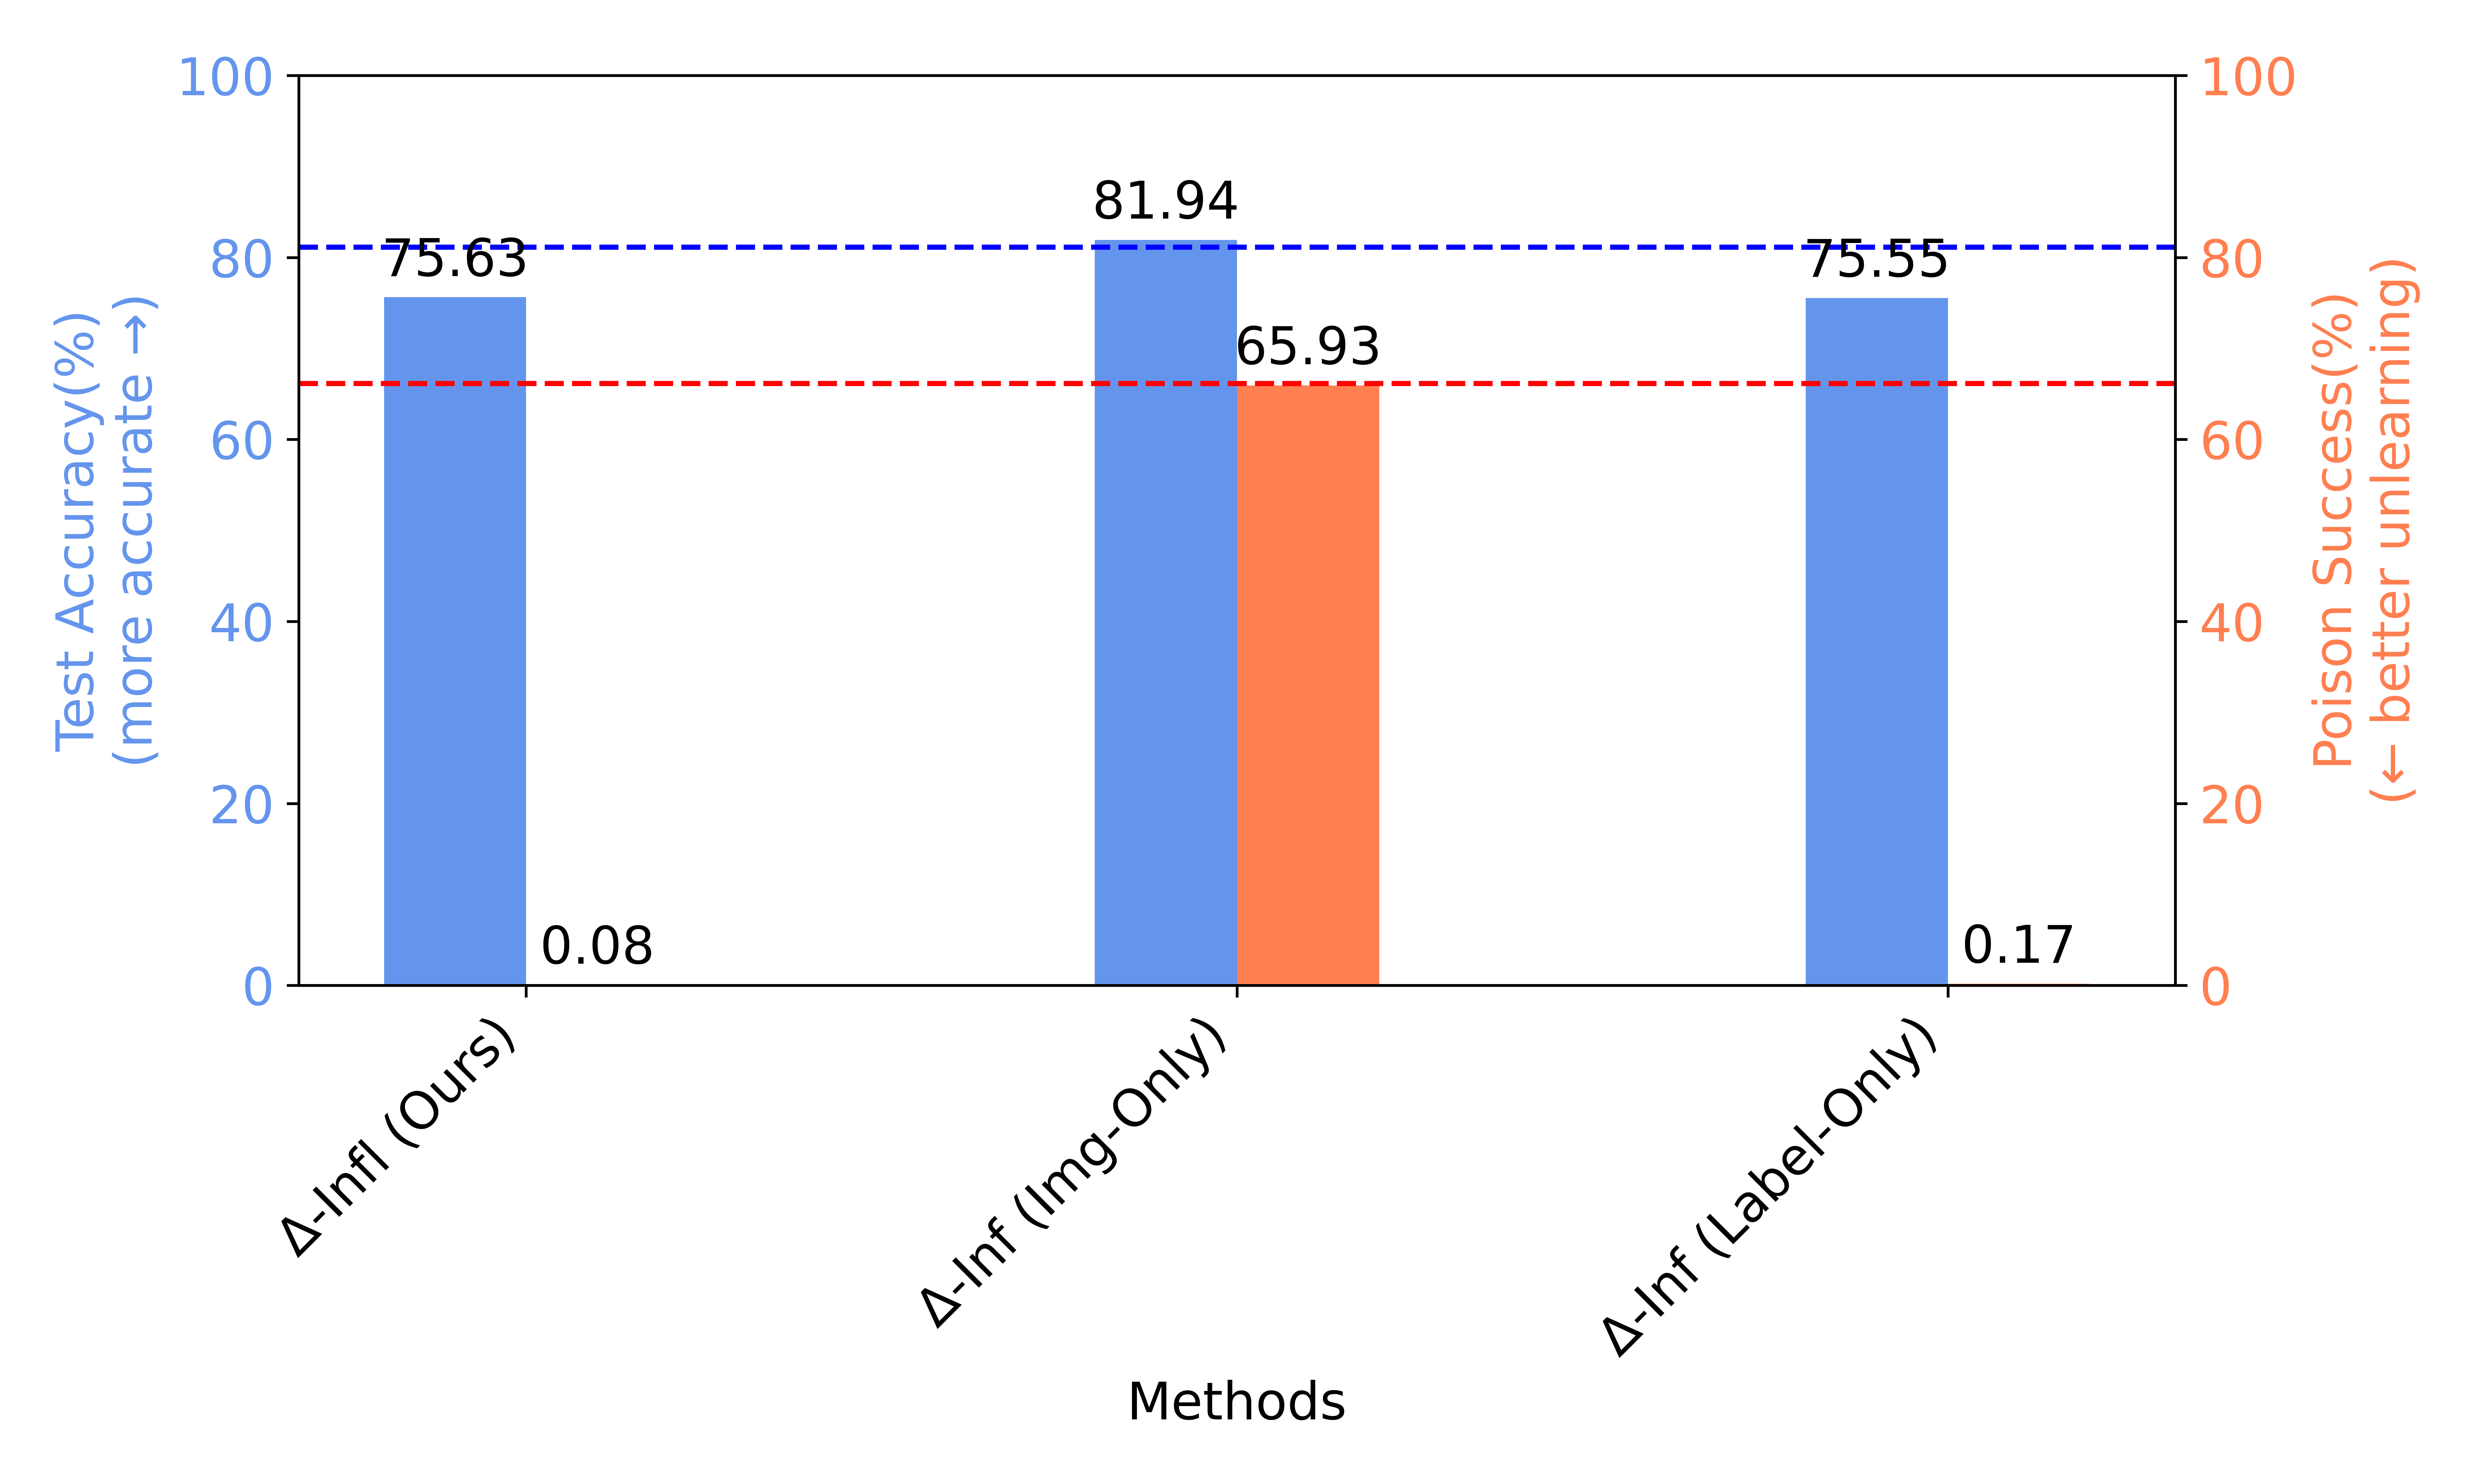 Test Accuracy(%)
(more accurate →)
100
80
60
40
20
0
75.63
0.08
81.94
65.93
75.55
0.17
100
80
60
40
20
0
Poison Success(%)
(← better unlearning)
Δ-Infl (Ours)
Δ-Inf (Img-Only)
Δ-Inf (Label-Only)
Methods